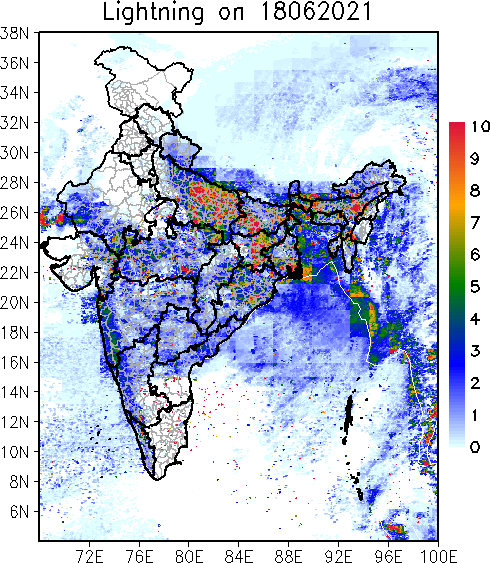 Lightning on 18062021
38N
36N
34N
32N
30N
28N
26N
24N
22N
20N
18N
16N
14N
12N
10N
8N
6N
72E 76E 80E 84E 88E 92E 96E 100E
10
9
8
7
6
5
4
3
2
1
0